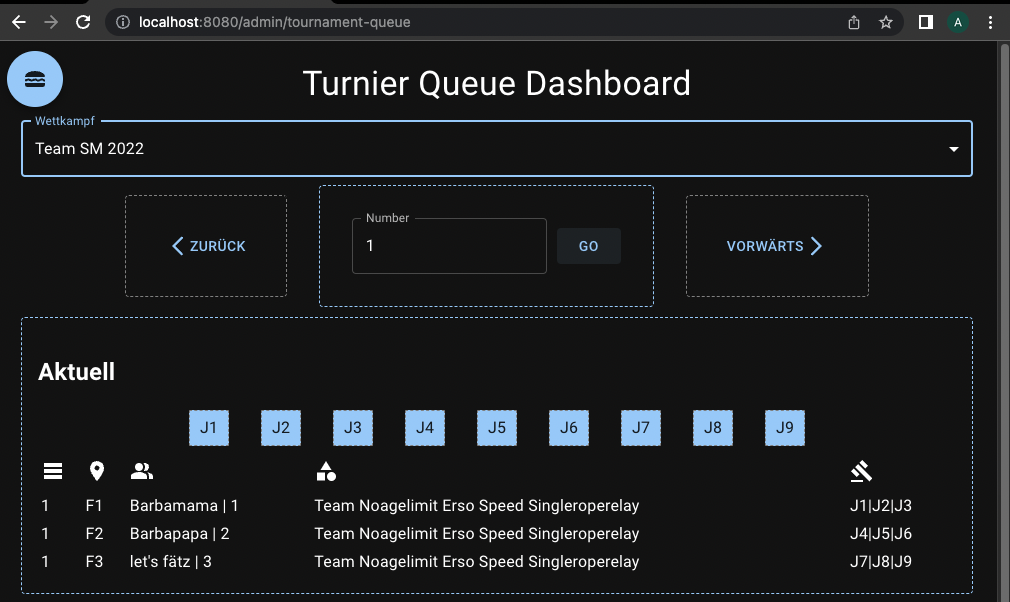 localhost:8080/admin/tournament-queue
A
Turnier Queue Dashboard
Wettkampf
Team SM 2022
ZURÜCK
Number
1
GO
VORWÄRTS
Aktuell
J1 J2 J3 J4 J5 J6 J7 J8 J9
1 F1 Barbamama | 1 Team Noagelimit Erso Speed Singleroperelay J1|J2|J3
1 F2 Barbapapa | 2 Team Noagelimit Erso Speed Singleroperelay J4|J5|J6
1 F3 let's fätz | 3 Team Noagelimit Erso Speed Singleroperelay J7|J8|J9